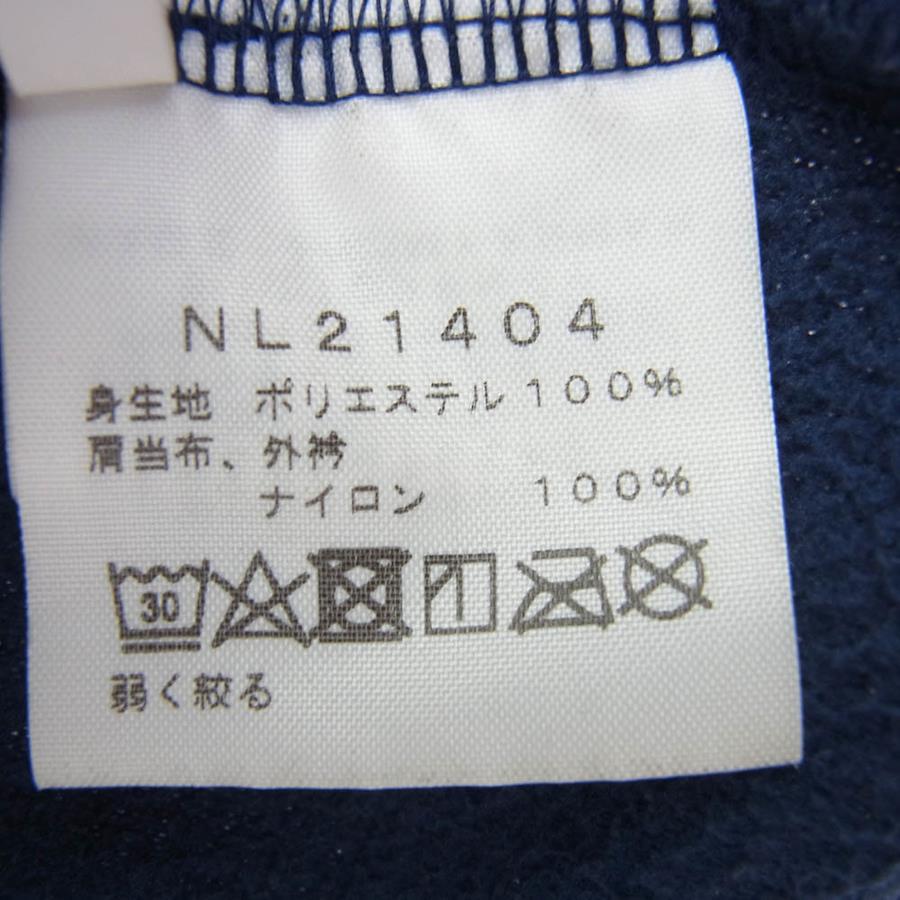 NL21404
身生地 ポリエステル100%
肩当布、外衿
ナイロン 100%
30
弱く絞る